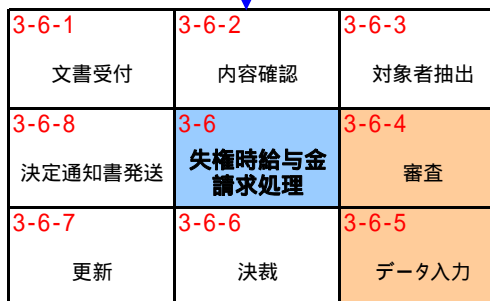 3-6-1
文書受付
3-6-2
内容確認
3-6-3
対象者抽出
3-6-8
決定通知書発送
3-6
失権時給与金
請求処理
3-6-4
審査
3-6-7
更新
3-6-6
決裁
3-6-5
データ入力